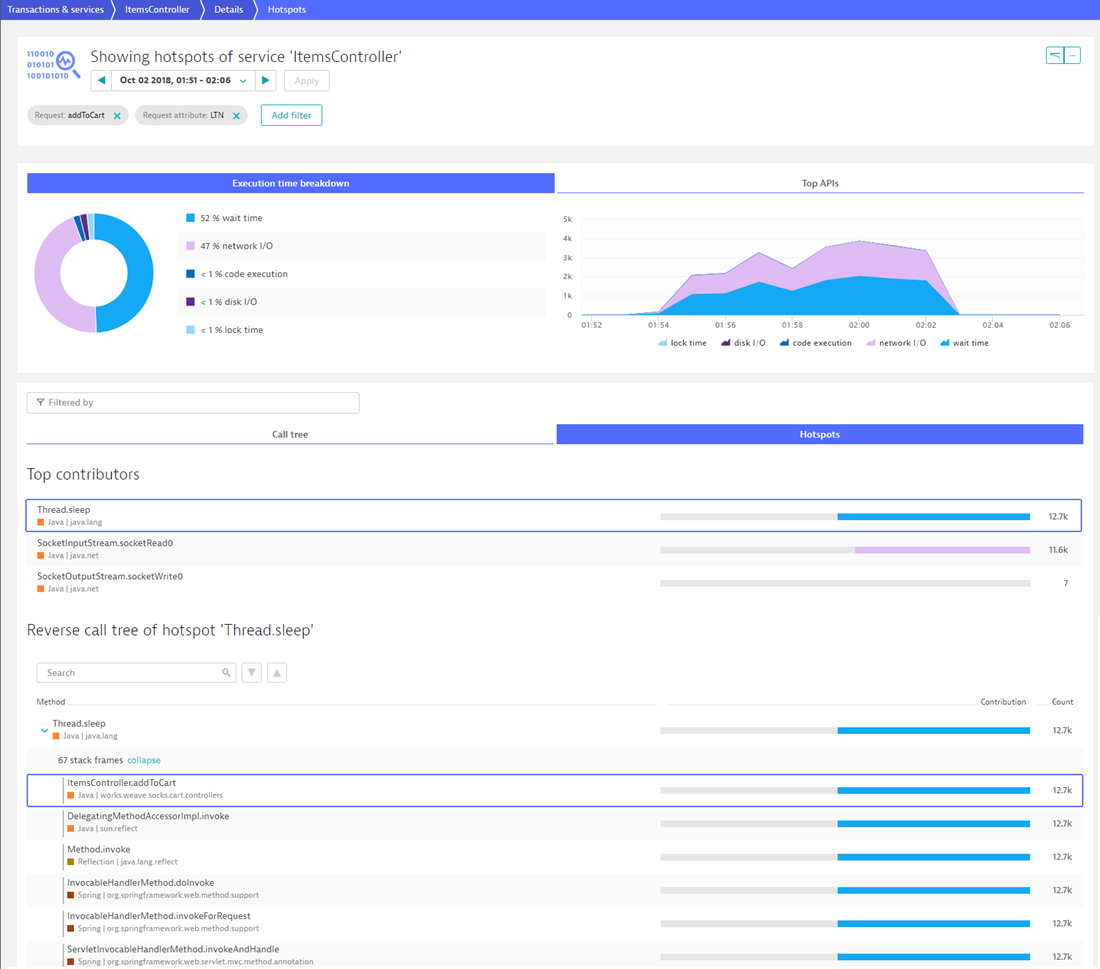 Transactions & services
ItemsController
Details
Hotspots
110010
010101
100101010
Showing hotspots of service 'ItemsController'
Oct 02 2018, 01:51 - 02:06
Apply
...
Request: addToCart
Request attribute: LTN
Add filter
Execution time breakdown
Top APIs
52 % wait time
47 % network I/O
< 1 % code execution
< 1 % disk I/O
< 1 % lock time
5k
4k
3k
2k
1k
0
01:52
01:54
01:56
01:58
02:00
02:02
02:04
02:06
lock time
disk I/O
code execution
network I/O
wait time
Filtered by
Call tree
Hotspots
Top contributors
Thread.sleep
Java | java.lang
12.7k
SocketInputStream.socketRead0
Java | java.net
11.6k
SocketOutputStream.socketWrite0
Java | java.net
7
Reverse call tree of hotspot 'Thread.sleep'
Search
Method
Contribution
Count
Thread.sleep
Java | java.lang
12.7k
67 stack frames collapse
ItemsController.addToCart
Java | works.weave.socks.cart.controllers
12.7k
DelegatingMethodAccessorImpl.invoke
Java | sun.reflect
12.7k
Method.invoke
Reflection | java.lang.reflect
12.7k
InvocableHandlerMethod.doInvoke
Spring | org.springframework.web.method.support
12.7k
InvocableHandlerMethod.invokeForRequest
Spring | org.springframework.web.method.support
12.7k
ServletInvocableHandlerMethod.invokeAndHandle
Spring | org.springframework.web.servlet.mvc.method.annotation
12.7k